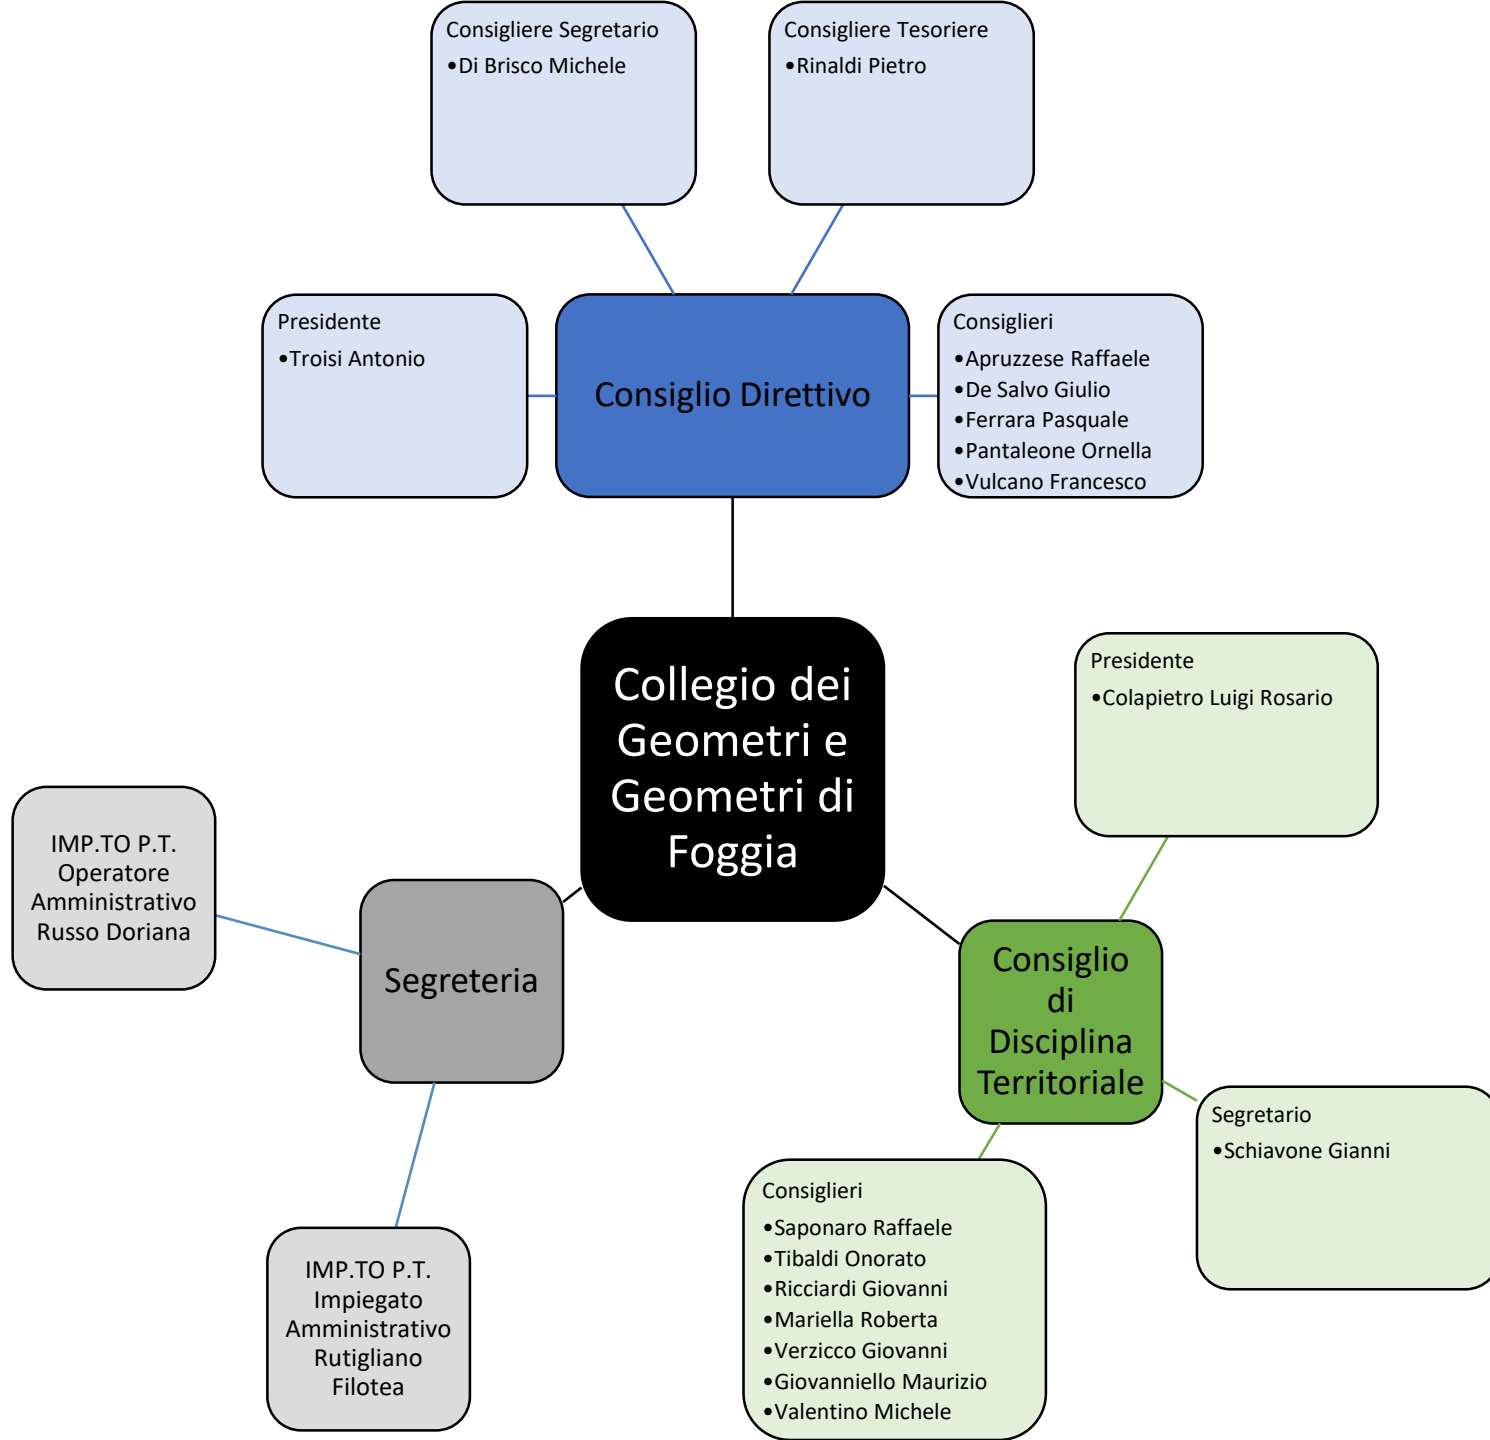 Consigliere Segretario
•Di Brisco Michele
Consigliere Tesoriere
•Rinaldi Pietro
Presidente
•Troisi Antonio
Consiglio Direttivo
Consiglieri
•Apruzzese Raffaele
•De Salvo Giulio
•Ferrara Pasquale
•Pantaleone Ornella
•Vulcano Francesco
Collegio dei
Geometri e
Geometri di
Foggia
Presidente
•Colapietro Luigi Rosario
IMP.TO P.T.
Operatore
Amministrativo
Russo Doriana
Segreteria
Consiglio
di
Disciplina
Territoriale
Segretario
•Schiavone Gianni
Consiglieri
•Saponaro Raffaele
•Tibaldi Onorato
•Ricciardi Giovanni
•Mariella Roberta
•Verzicco Giovanni
•Giovanniello Maurizio
•Valentino Michele
IMP.TO P.T.
Impiegato
Amministrativo
Rutigliano
Filotea